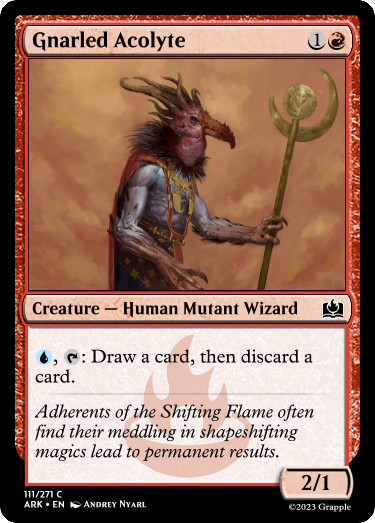 Gnarled Acolyte 1
Creature — Human Mutant Wizard
, : Draw a card, then discard a
card.
Adherents of the Shifting Flame often
find their meddling in shapeshifting
magics lead to permanent results.
2/1
111/271 C
ARK • EN Andrey Nyarl
©2023 Grapple